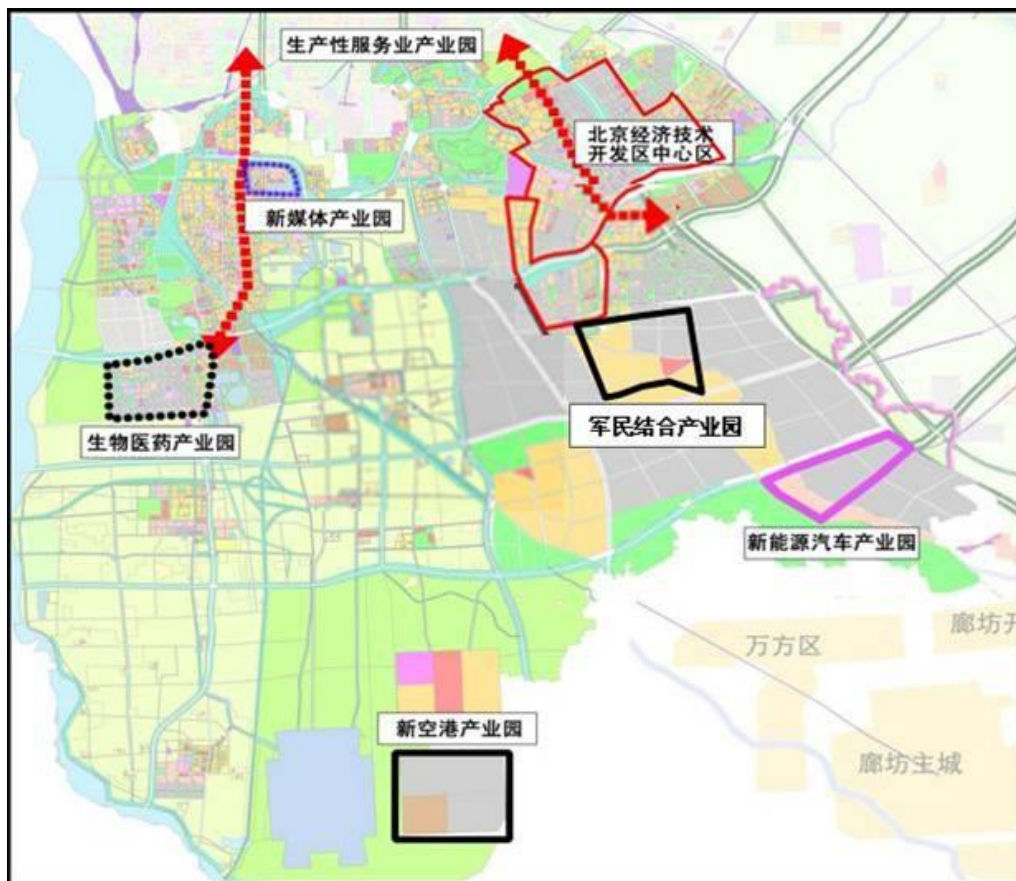 生产性服务业产业园
北京经济技术
开发区中心区
新媒体产业园
军民结合产业园
生物医药产业园
新能源汽车产业园
廊坊开
万方区
新空港产业园
廊坊主城